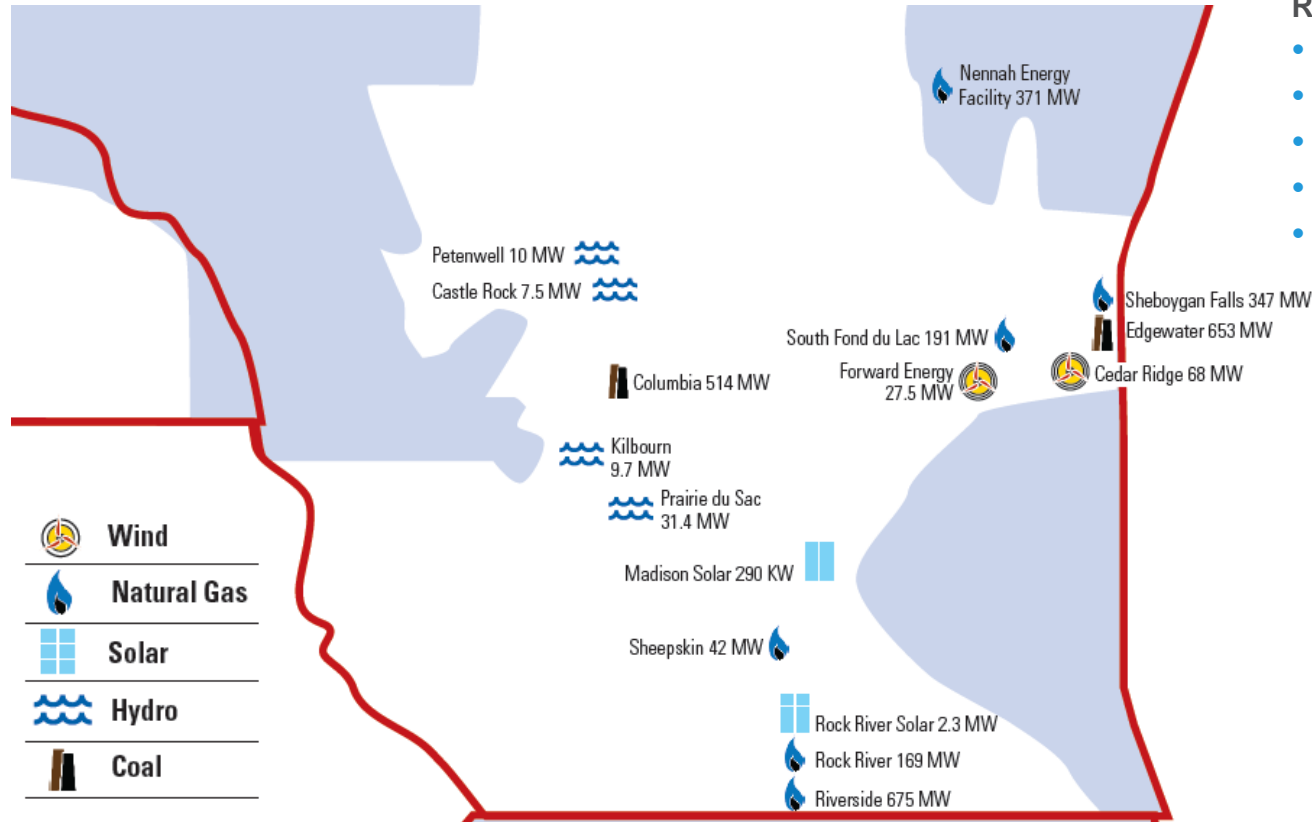 R
Nennah Energy
Facility 371 MW
Petenwell 10 MW
Castle Rock 7.5 MW
Sheboygan Falls 347 MW
South Fond du Lac 191 MW
Edgewater 653 MW
Forward Energy
27.5 MW
Cedar Ridge 68 MW
Columbia 514 MW
Kilbourn
9.7 MW
Prairie du Sac
31.4 MW
Madison Solar 290 KW
Sheepskin 42 MW
Rock River Solar 2.3 MW
Rock River 169 MW
Riverside 675 MW
Wind
Natural Gas
Solar
Hydro
Coal